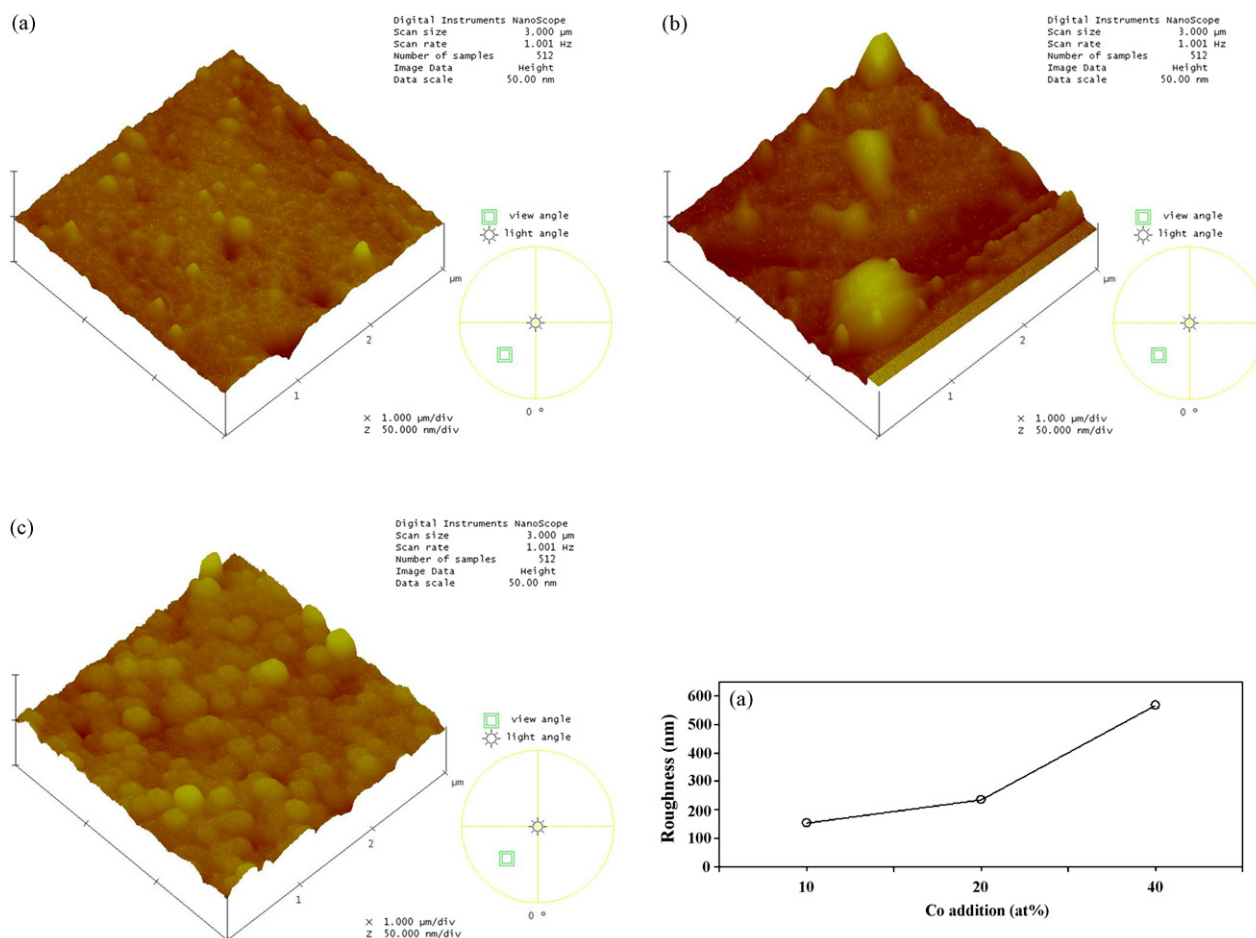 (a)
Digital Instruments NanoScope
Scan size 3.000 µm
Scan rate 1.001 Hz
Number of samples 512
Image Data Height
Data scale 50.00 nm
view angle
light angle
µm
2
1
X 1.000 µm/div
Z 50.000 nm/div
0 º
(b)
Digital Instruments NanoScope
Scan size 3.000 µm
Scan rate 1.001 Hz
Number of samples 512
Image Data Height
Data scale 50.00 nm
view angle
light angle
µm
2
1
X 1.000 µm/div
Z 50.000 nm/div
0 º
(c)
Digital Instruments NanoScope
Scan size 3.000 µm
Scan rate 1.001 Hz
Number of samples 512
Image Data Height
Data scale 50.00 nm
view angle
light angle
µm
2
1
X 1.000 µm/div
Z 50.000 nm/div
0 º
(a)
Roughness (nm)
600
500
400
300
200
100
0
10 20 40
Co addition (at%)